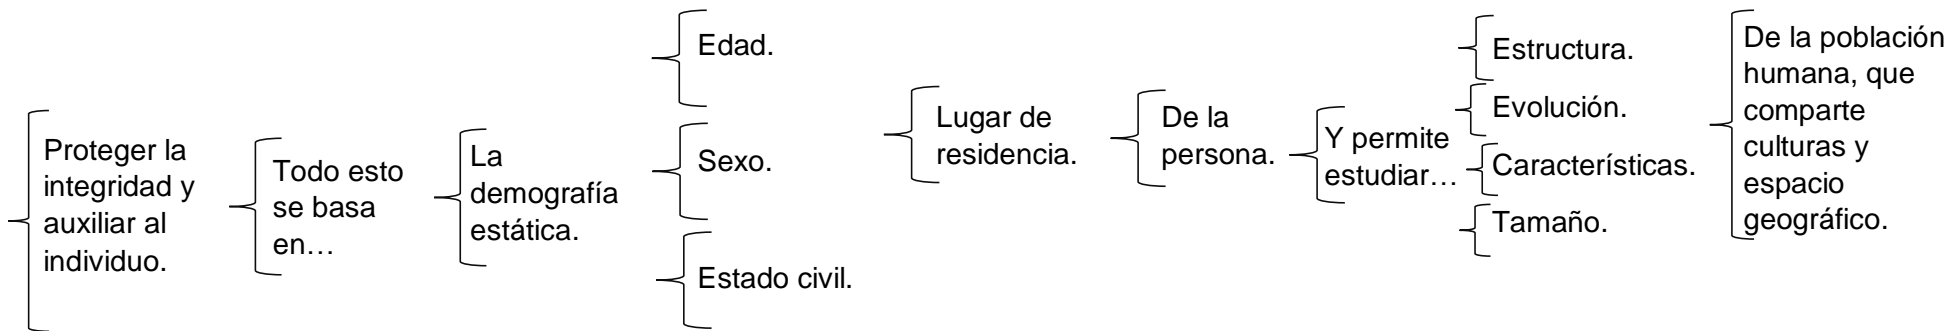 Proteger la
integridad y
auxiliar al
individuo.
Todo esto
se basa
en…
La
demografía
estática.
Edad.
Sexo.
Estado civil.
Lugar de
residencia.
De la
persona.
Y permite
estudiar…
Estructura.
Evolución.
Característícas.
Tamaño.
De la población
humana, que
comparte
culturas y
espacio
geográfico.